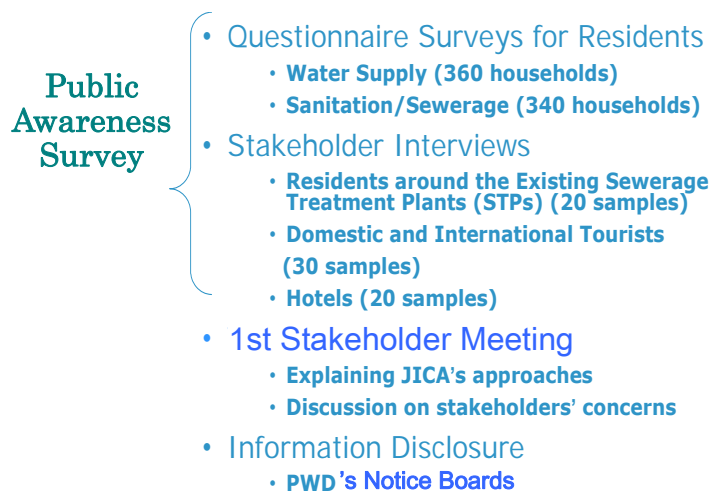 Public
Awareness
Survey
• Questionnaire Surveys for Residents
• Water Supply (360 households)
• Sanitation/Sewerage (340 households)
• Stakeholder Interviews
• Residents around the Existing Sewerage
Treatment Plants (STPs) (20 samples)
• Domestic and International Tourists
(30 samples)
• Hotels (20 samples)
• 1st Stakeholder Meeting
• Explaining JICA’s approaches
• Discussion on stakeholders’ concerns
• Information Disclosure
• PWD’s Notice Boards